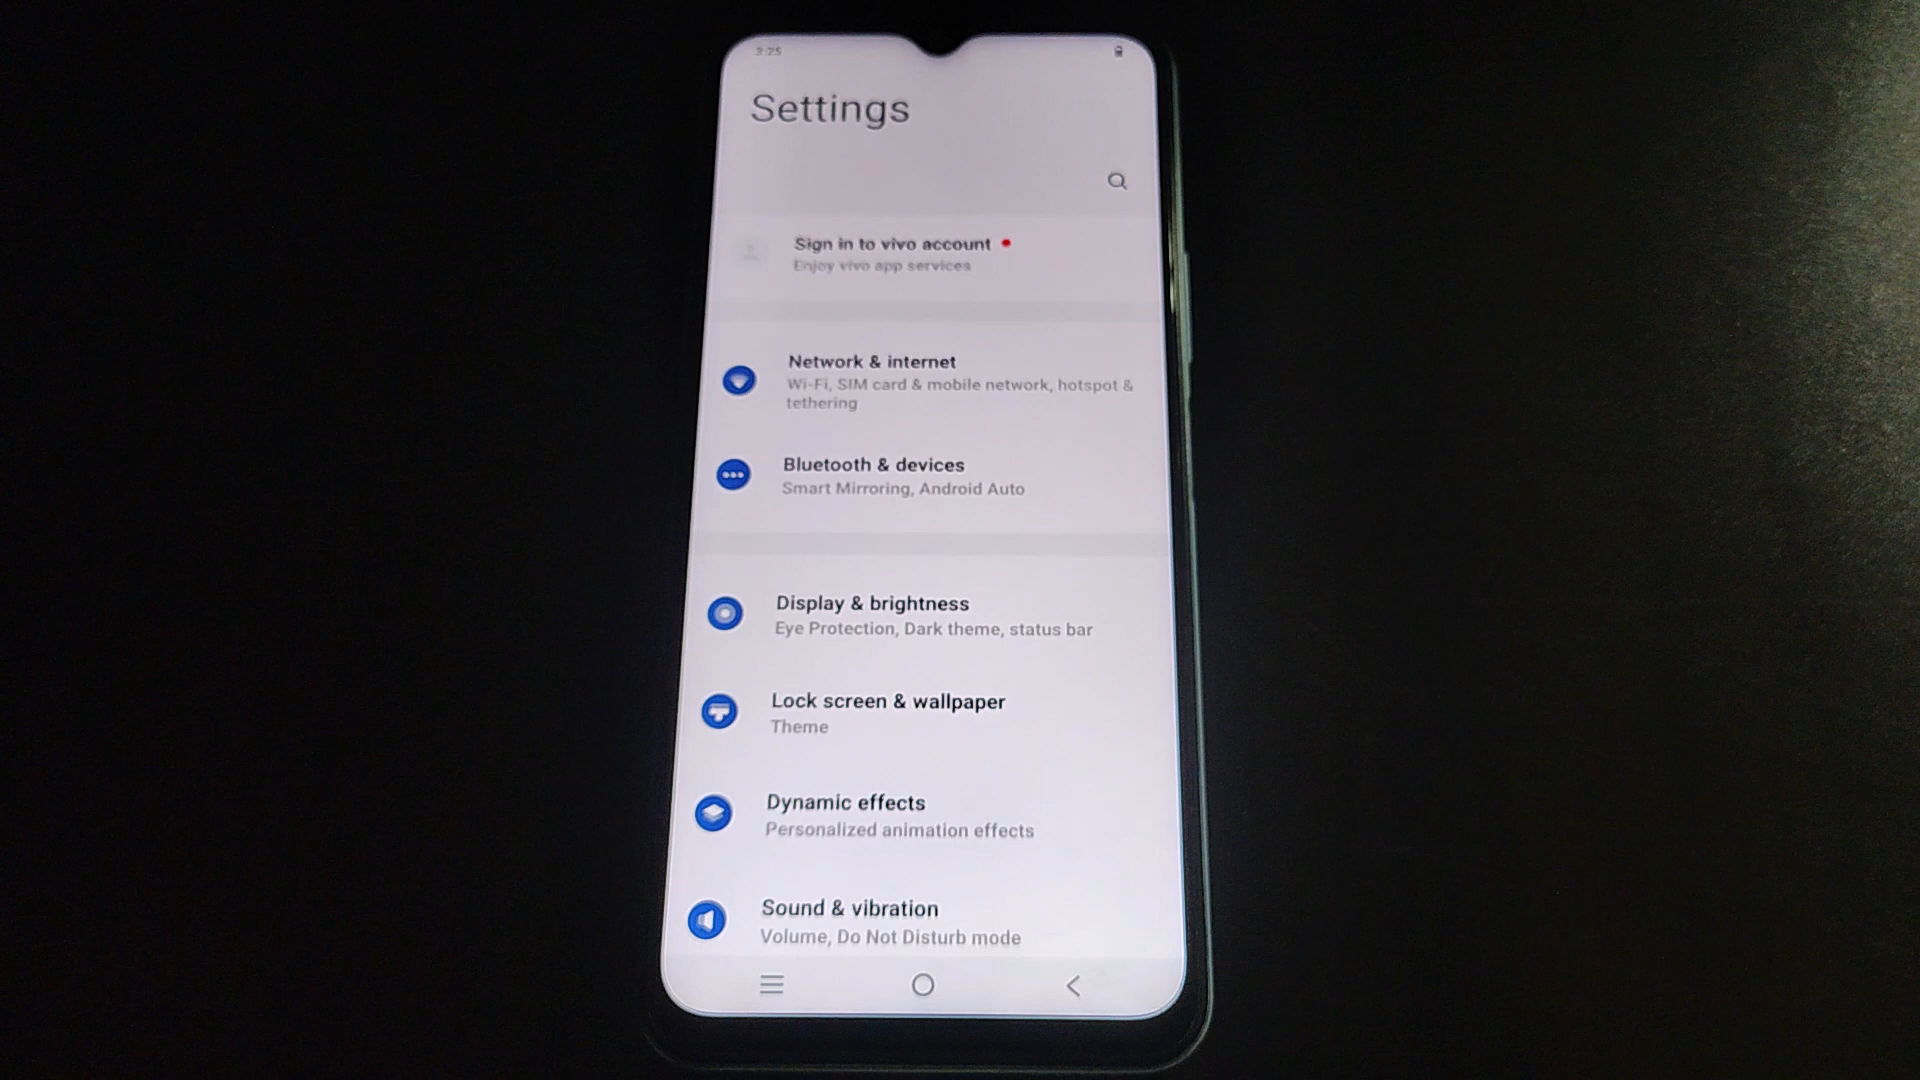 3:25
Settings
Sign in to vivo account
Enjoy vivo app services
Network & internet
Wi-Fi, SIM card & mobile network, hotspot &
tethering
Bluetooth & devices
Smart Mirroring, Android Auto
Display & brightness
Eye Protection, Dark theme, status bar
Lock screen & wallpaper
Theme
Dynamic effects
Personalized animation effects
Sound & vibration
Volume, Do Not Disturb mode